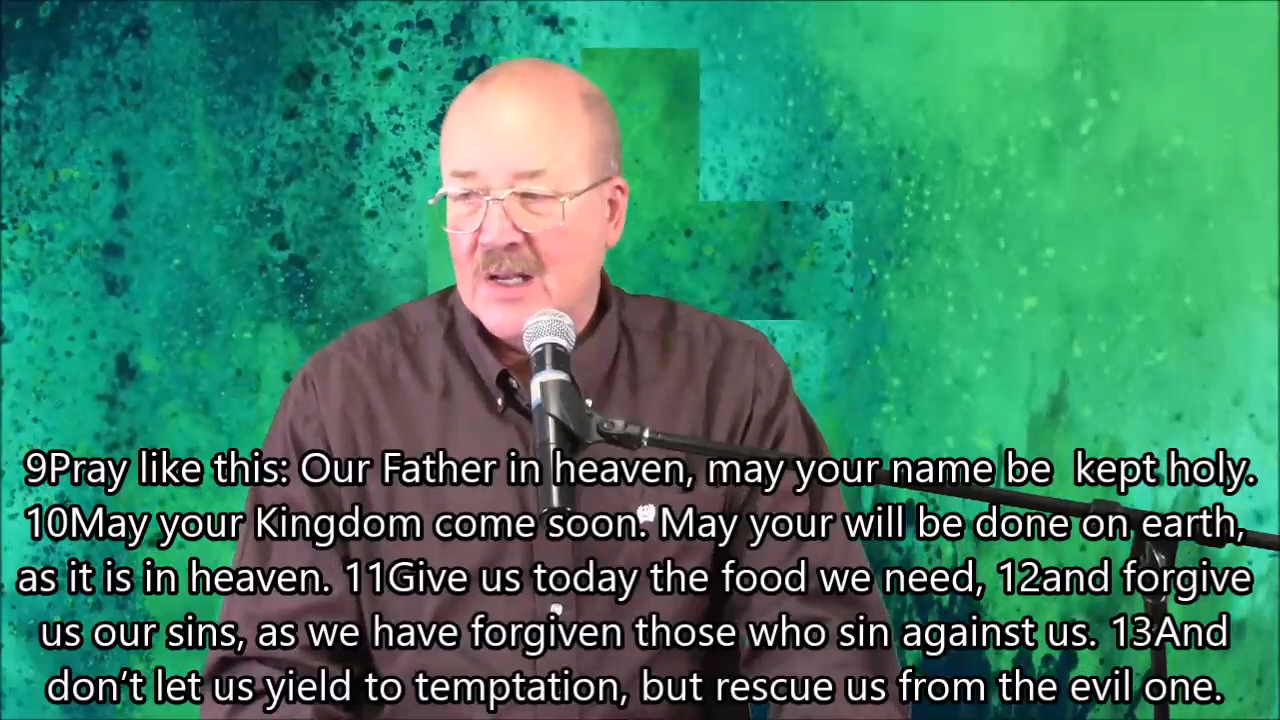 9Pray like this: Our Father in heaven, may your name be  kept holy.
10May your Kingdom come soon. May your will be done on earth,
as it is in heaven. 11Give us today the food we need, 12and forgive
us our sins, as we have forgiven those who sin against us. 13And
don’t let us yield to temptation, but rescue us from the evil one.